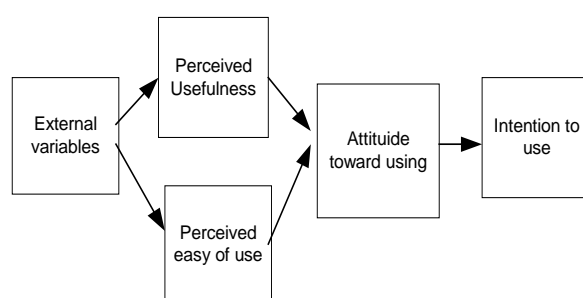 External
variables
Perceived
Usefulness
Perceived
easy of use
Attituide
toward using
Intention to
use